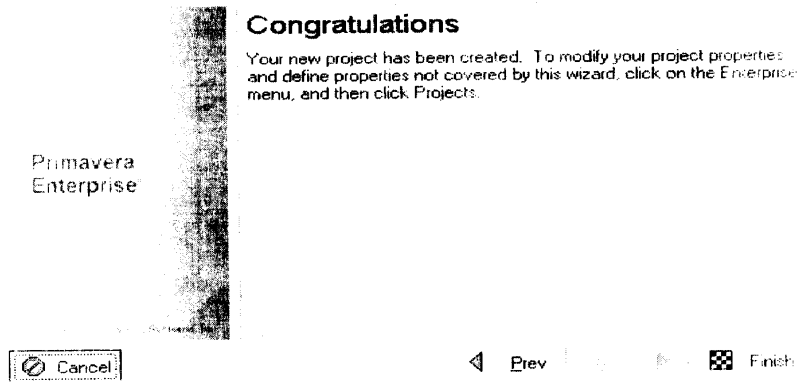 Congratulations
Your new project has been created. To modify your project properties
and define properties not covered by this wizard, click on the Enterprise
menu, and then click Projects.
Primavera
Enterprise
Cancel
Prev
Finish